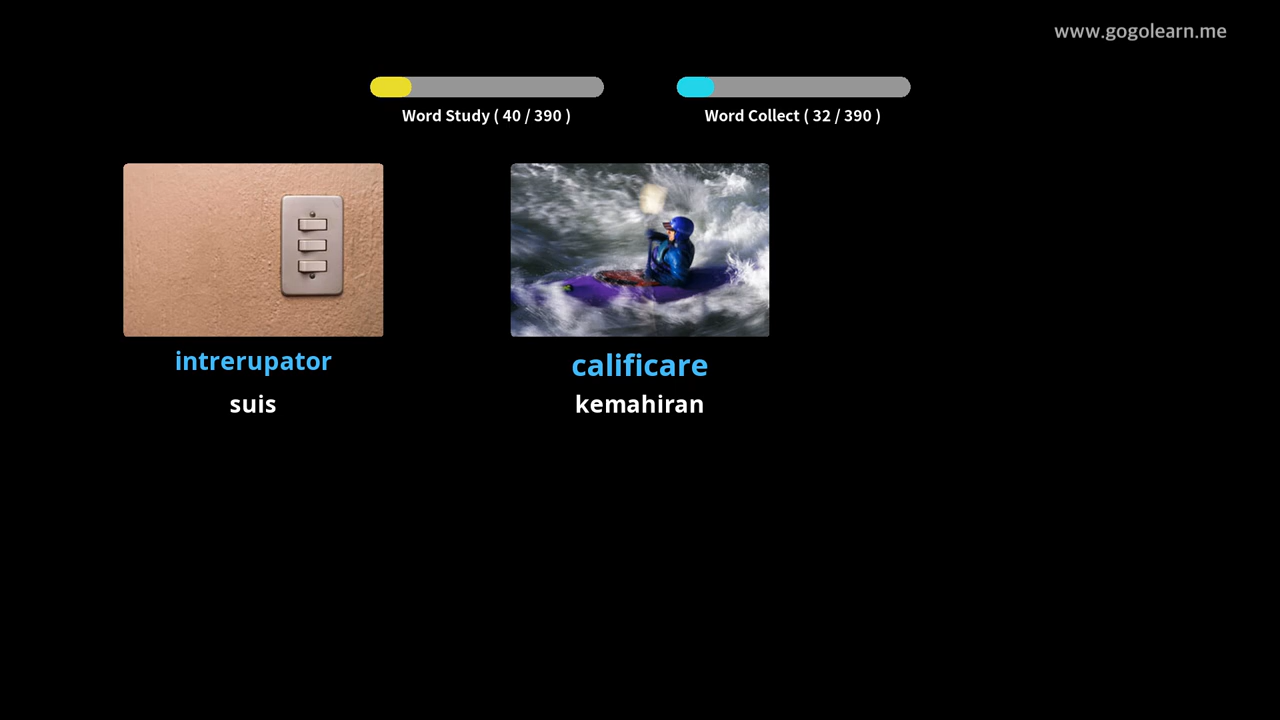 www.gogolearn.me
Word Study ( 40 / 390 )
Word Collect ( 32 / 390 )
intrerupator
suis
calificare
kemahiran